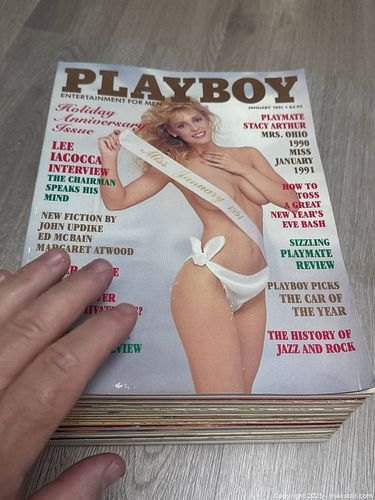 PLAYBOY
ENTERTAINMENT FOR MEN
JANUARY 1991 • $4.95
Holiday
Anniversary
Issue
LEE
IACOCCA
INTERVIEW
THE CHAIRMAN
SPEAKS HIS
MIND
NEW FICTION BY
JOHN UPDIKE
ED McBAIN
MARGARET ATWOOD
Miss January 1991
PLAYMATE
STACY ARTHUR
MRS. OHIO
1990
MISS
JANUARY
1991
HOW TO
TOSS
A GREAT
NEW YEAR'S
EVE BASH
SIZZLING
PLAYMATE
REVIEW
PLAYBOY PICKS
THE CAR OF
THE YEAR
THE HISTORY OF
JAZZ AND ROCK
Copyright 2025 - maxsold.com